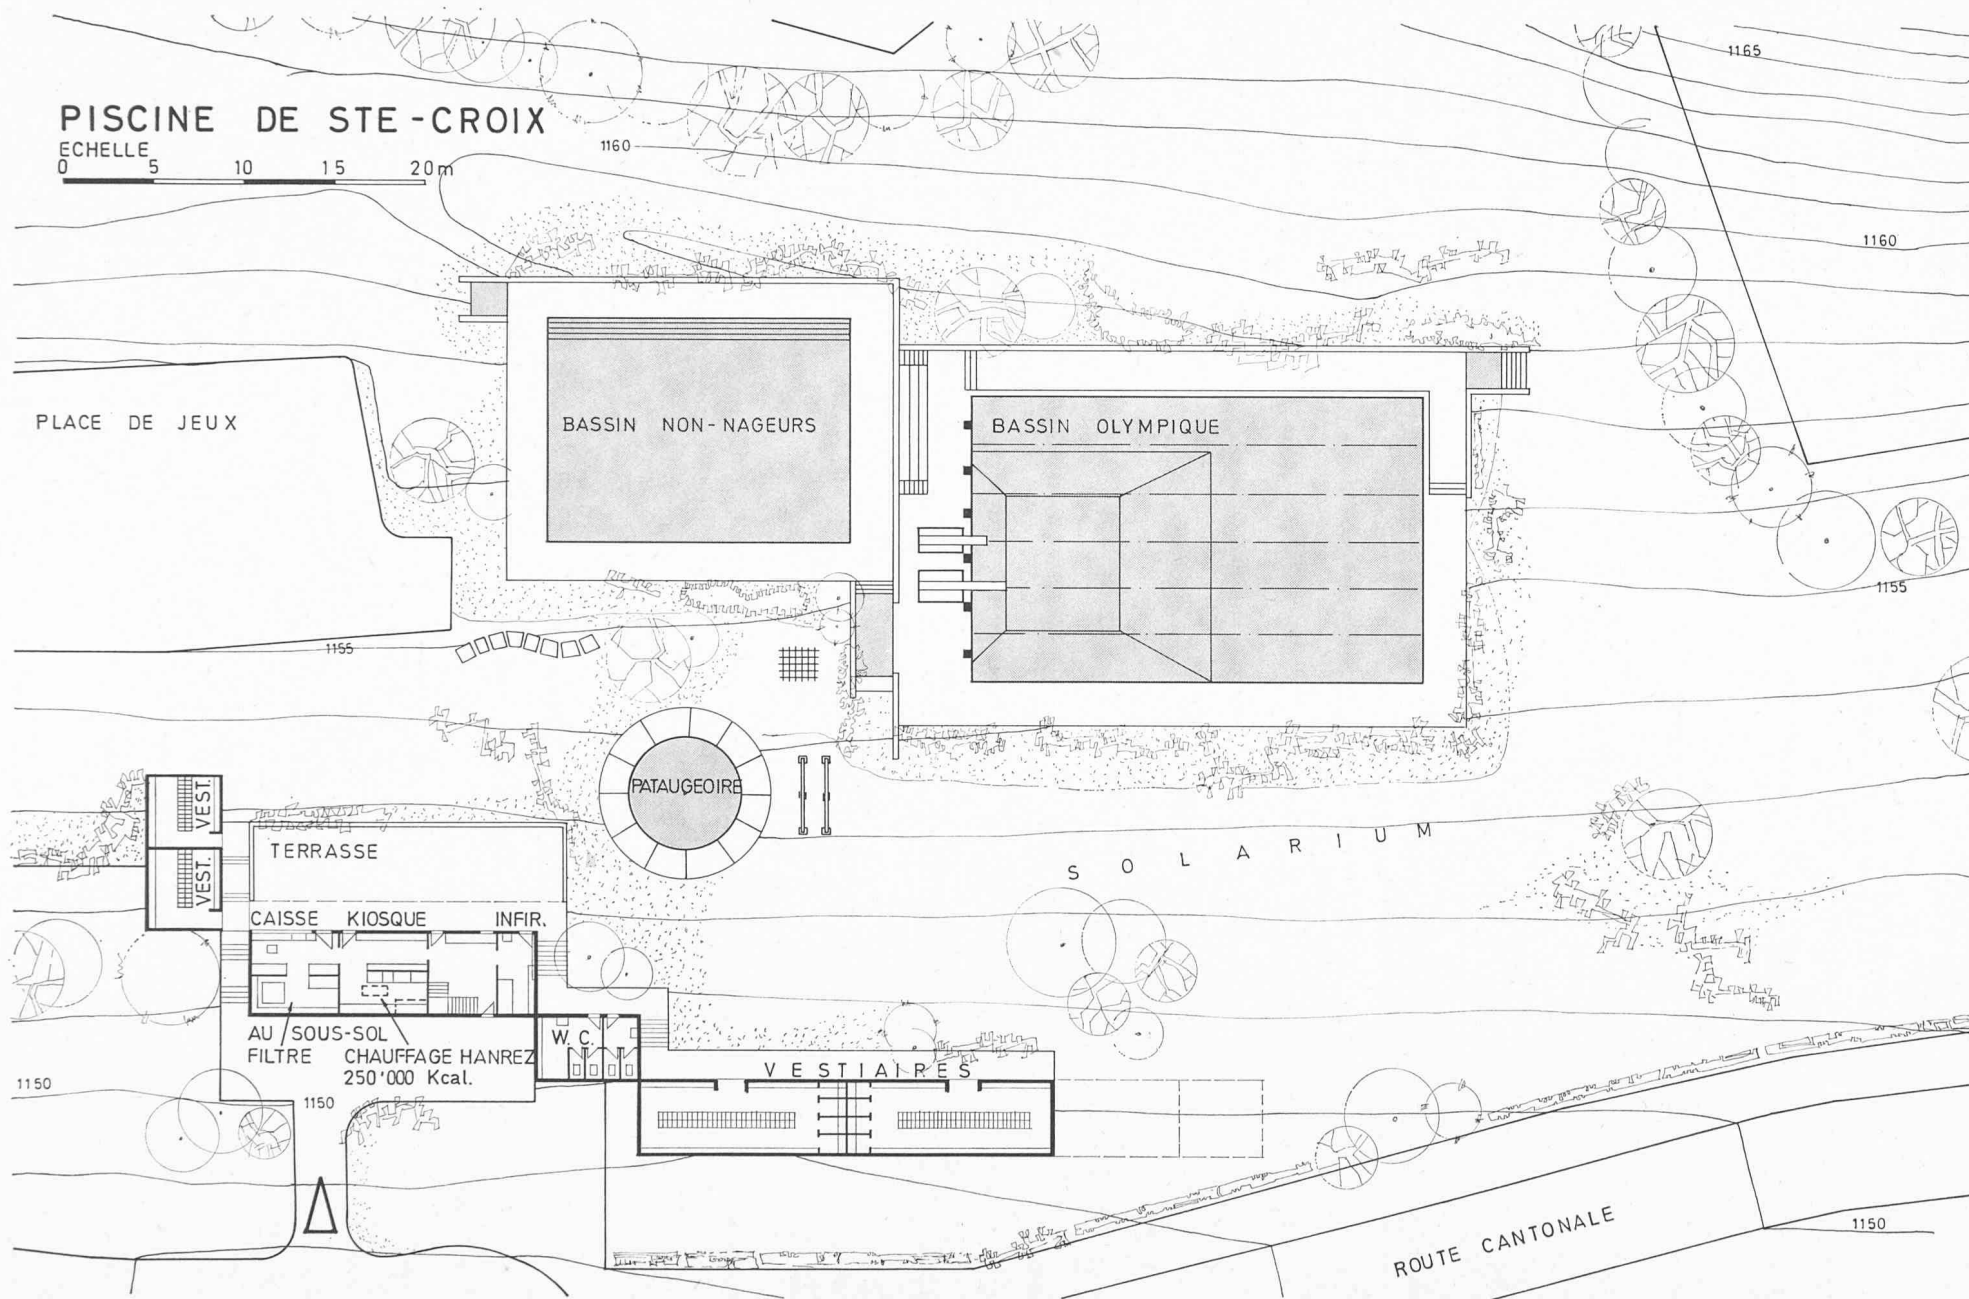 PISCINE DE STE-CROIX
ECHELLE
0 5 10 15 20m
1165
1160
1160
PLACE DE JEUX
BASSIN NON-NAGEURS
BASSIN OLYMPIQUE
1155
1155
VEST.
PATAUGEOIRE
VEST.
TERRASSE
SOLARIUM
CAISSE KIOSQUE INFIR.
AU SOUS-SOL
FILTRE
CHAUFFAGE HANREZ
250'000 Kcal.
W.C.
VESTIAIRES
1150
1150
ROUTE CANTONALE
1150